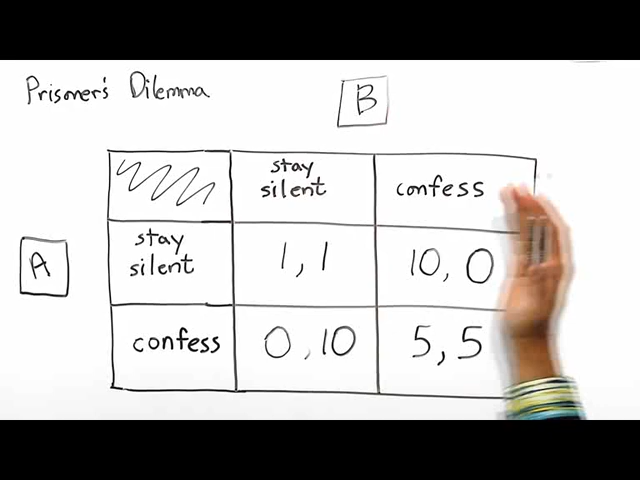 Prisoner's Dilemma
B
stay
silent
confess
A
stay
silent
1, 1
10, 0
confess
0, 10
5, 5